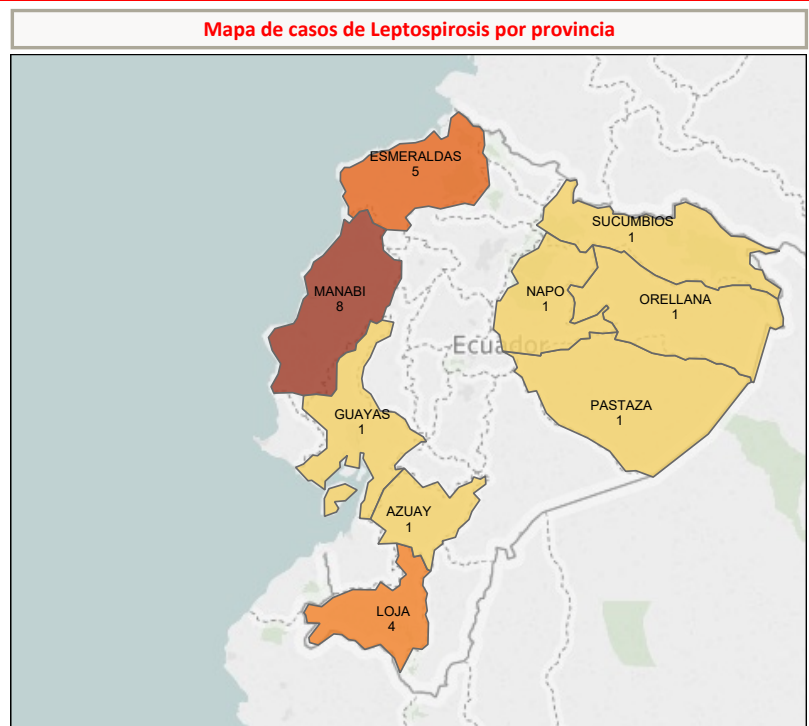 Mapa de casos de Leptospirosis por provincia
ESMERALDAS
5
SUCUMBIOS
1
MANABI
8
NAPO
1
ORELLANA
1
Ecuador
PASTAZA
1
GUAYAS
1
AZUAY
1
LOJA
4